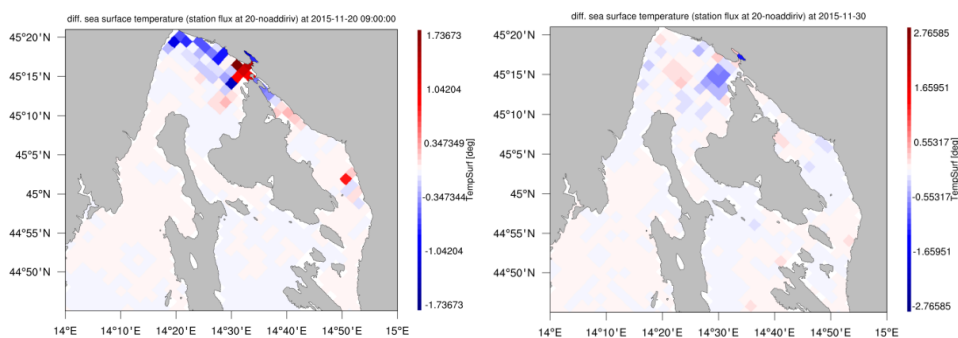 diff. sea surface temperature (station flux at 20-noaddiriv) at 2015-11-20 09:00:00
45°20'N
45°15'N
45°10'N
45°5'N
45°N
44°55'N
44°50'N
14°E
14°10'E
14°20'E
14°30'E
14°40'E
14°50'E
15°E
1.73673
1.04204
0.347349
-0.347344
-1.04204
-1.73673
TempSurf [deg]
diff. sea surface temperature (station flux at 20-noaddiriv) at 2015-11-30
45°20'N
45°15'N
45°10'N
45°5'N
45°N
44°55'N
44°50'N
14°E
14°10'E
14°20'E
14°30'E
14°40'E
14°50'E
15°E
2.76585
1.65951
0.553171
-0.553171
-1.65951
-2.76585
TempSurf [deg]